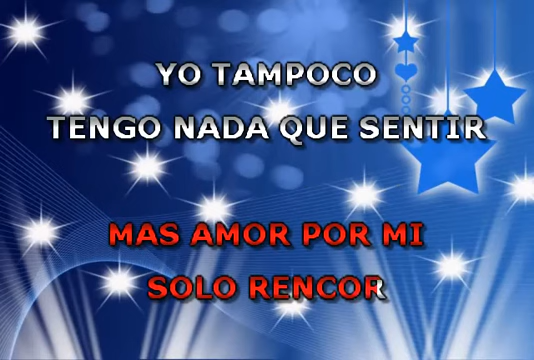 YO TAMPOCO
TENGO NADA QUE SENTIR
MAS AMOR POR MI
SOLO RENCOR